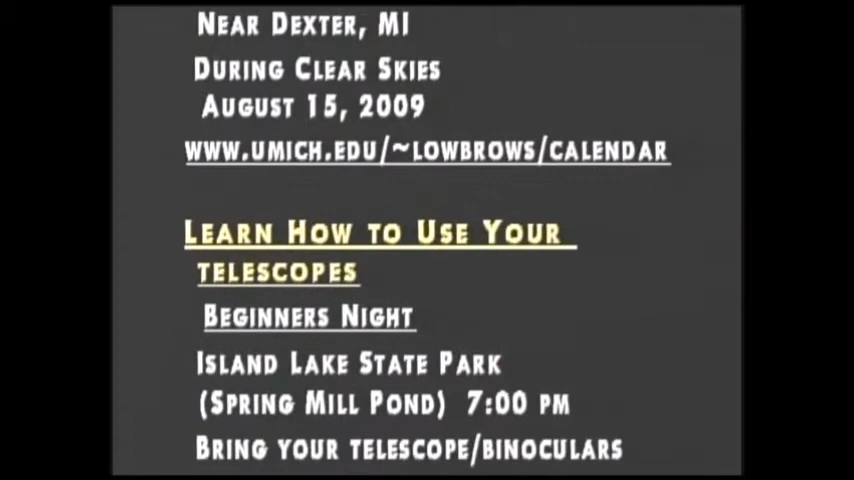 Near Dexter, MI
During Clear Skies
August 15, 2009
www.umich.edu/~lowbrows/calendar
Learn How to Use Your
telescopes
Beginners Night
Island Lake State Park
(Spring Mill Pond) 7:00 pm
Bring your telescope/binoculars